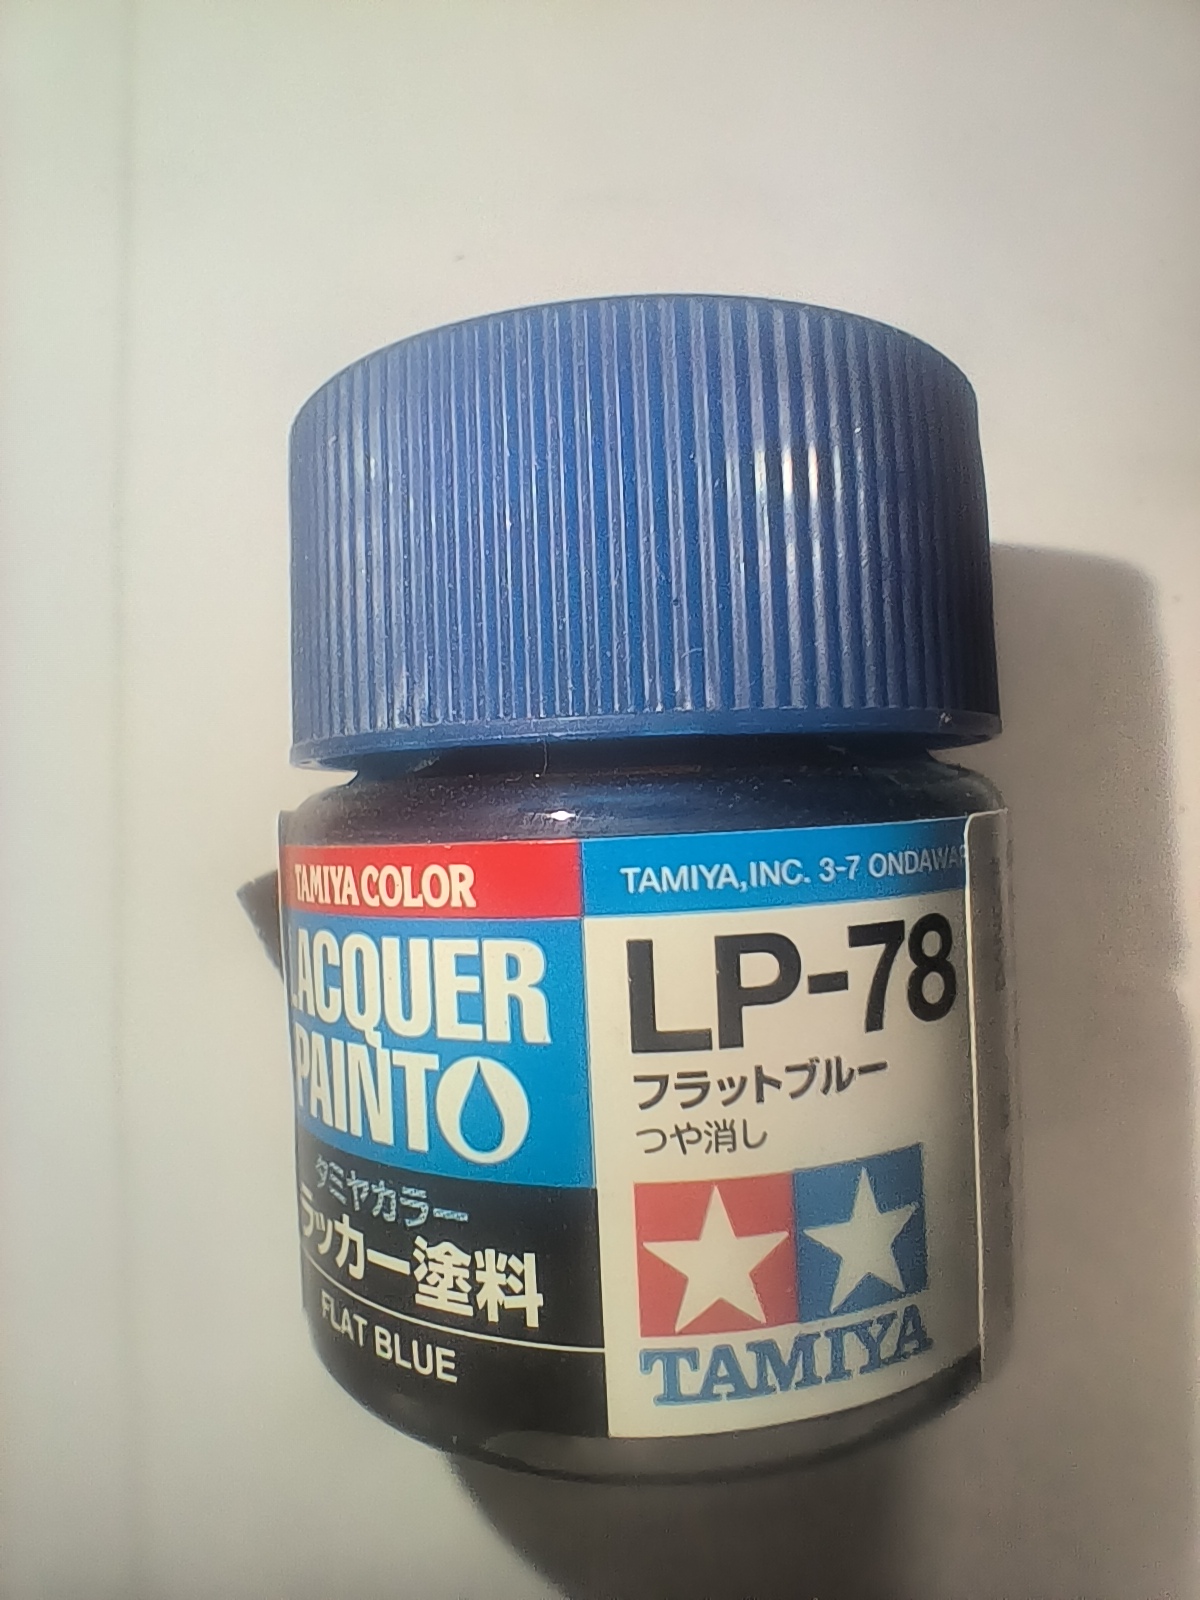 TAMIYA COLOR
LACQUER
PAINT
タミヤカラー
ラッカー塗料
FLAT BLUE
TAMIYA, INC. 3-7
LP-78
フラットブルー
つや消し
TAMIYA